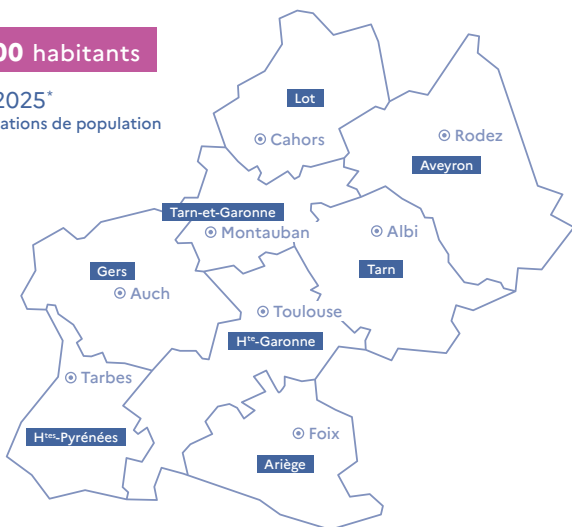 00 habitants
2025*
ations de population
Lot
Cahors
Rodez
Aveyron
Tarn-et-Garonne
Montauban
Albi
Tarn
Gers
Auch
Toulouse
Hte-Garonne
Tarbes
Htes-Pyrénées
Foix
Ariège